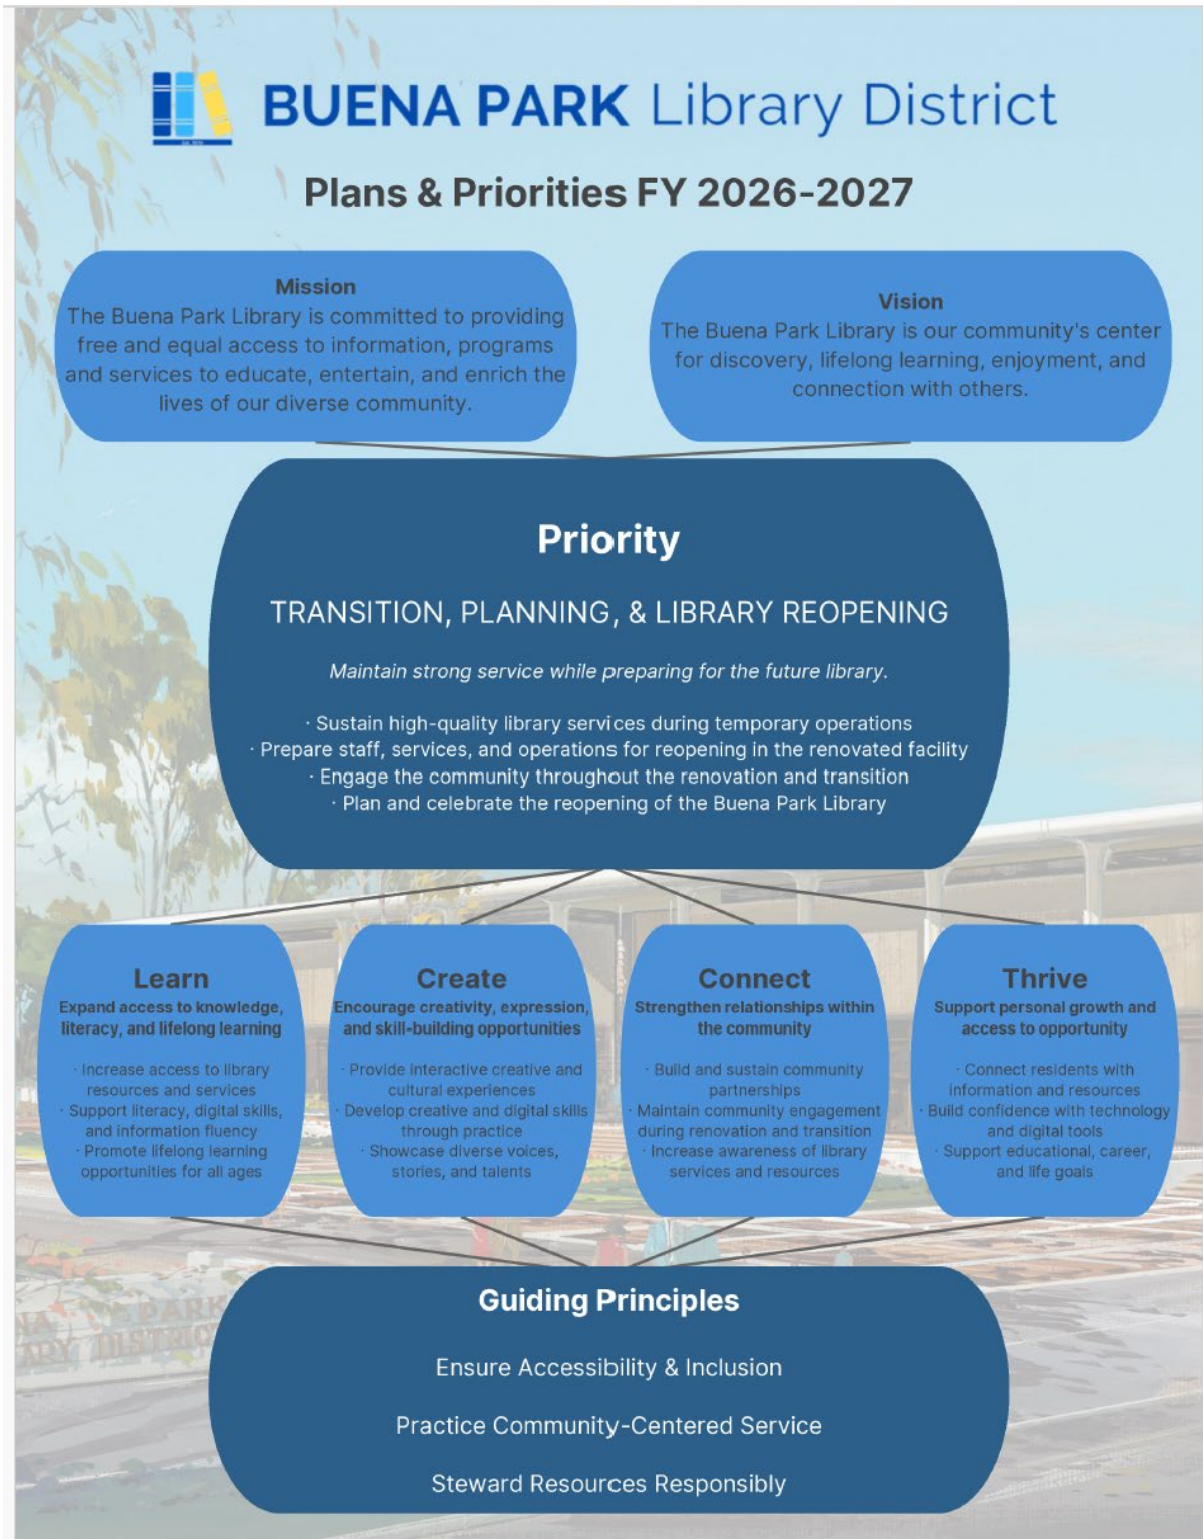 BUENA PARK Library District
Plans & Priorities FY 2026-2027
Mission
The Buena Park Library is committed to providing
free and equal access to information, programs
and services to educate, entertain, and enrich the
lives of our diverse community.
Vision
The Buena Park Library is our community's center
for discovery, lifelong learning, enjoyment, and
connection with others.
Priority
TRANSITION, PLANNING, & LIBRARY REOPENING
Maintain strong service while preparing for the future library.
· Sustain high-quality library services during temporary operations
· Prepare staff, services, and operations for reopening in the renovated facility
· Engage the community throughout the renovation and transition
· Plan and celebrate the reopening of the Buena Park Library
Learn
Expand access to knowledge,
literacy, and lifelong learning
· Increase access to library
resources and services
· Support literacy, digital skills,
and information fluency
· Promote lifelong learning
opportunities for all ages
Create
Encourage creativity, expression,
and skill-building opportunities
· Provide interactive creative and
cultural experiences
· Develop creative and digital skills
through practice
· Showcase diverse voices,
stories, and talents
Connect
Strengthen relationships within
the community
· Build and sustain community
partnerships
· Maintain community engagement
during renovation and transition
· Increase awareness of library
services and resources
Thrive
Support personal growth and
access to opportunity
· Connect residents with
information and resources
· Build confidence with technology
and digital tools
· Support educational, career,
and life goals
Guiding Principles
Ensure Accessibility & Inclusion
Practice Community-Centered Service
Steward Resources Responsibly
PARK
DISTRICT